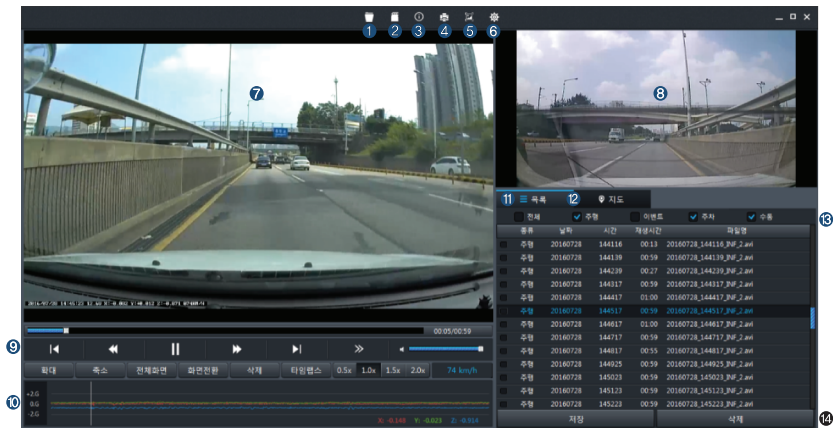 1 2 3 4 5 6
7
8
11 목록 12 지도
전체 주행 이벤트 주차 수동 13
종류 날짜 시간 재생시간 파일명
주행 20160728 144116 00:13 20160728_144116_INF_2.avi
주행 20160728 144139 00:59 20160728_144139_INF_2.avi
주행 20160728 144239 00:27 20160728_144239_INF_2.avi
주행 20160728 144317 00:59 20160728_144317_INF_2.avi
주행 20160728 144417 01:00 20160728_144417_INF_2.avi
주행 20160728 144517 00:59 20160728_144517_INF_2.avi
주행 20160728 144617 01:00 20160728_144617_INF_2.avi
주행 20160728 144717 00:59 20160728_144717_INF_2.avi
주행 20160728 144817 00:55 20160728_144817_INF_2.avi
주행 20160728 144925 00:59 20160728_144925_INF_2.avi
주행 20160728 145023 00:59 20160728_145023_INF_2.avi
주행 20160728 145123 00:59 20160728_145123_INF_2.avi
주행 20160728 145223 00:59 20160728_145223_INF_2.avi
저장 삭제 14
00:05/00:59
9
확대 축소 전체화면 화면전환 삭제 타임랩스 0.5x 1.0x 1.5x 2.0x 74 km/h
10
+2.G
0.G
-2.G
X: -0.148 Y: -0.023 Z: -0.914